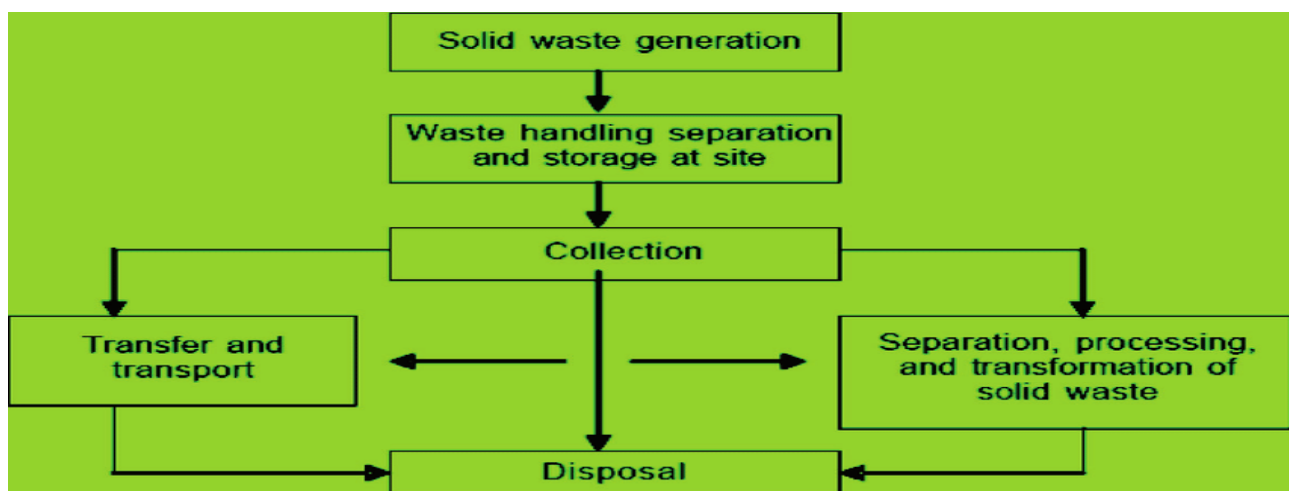 Solid waste generation
Waste handling separation
and storage at site
Collection
Transfer and
transport
Separation, processing,
and transformation of
solid waste
Disposal